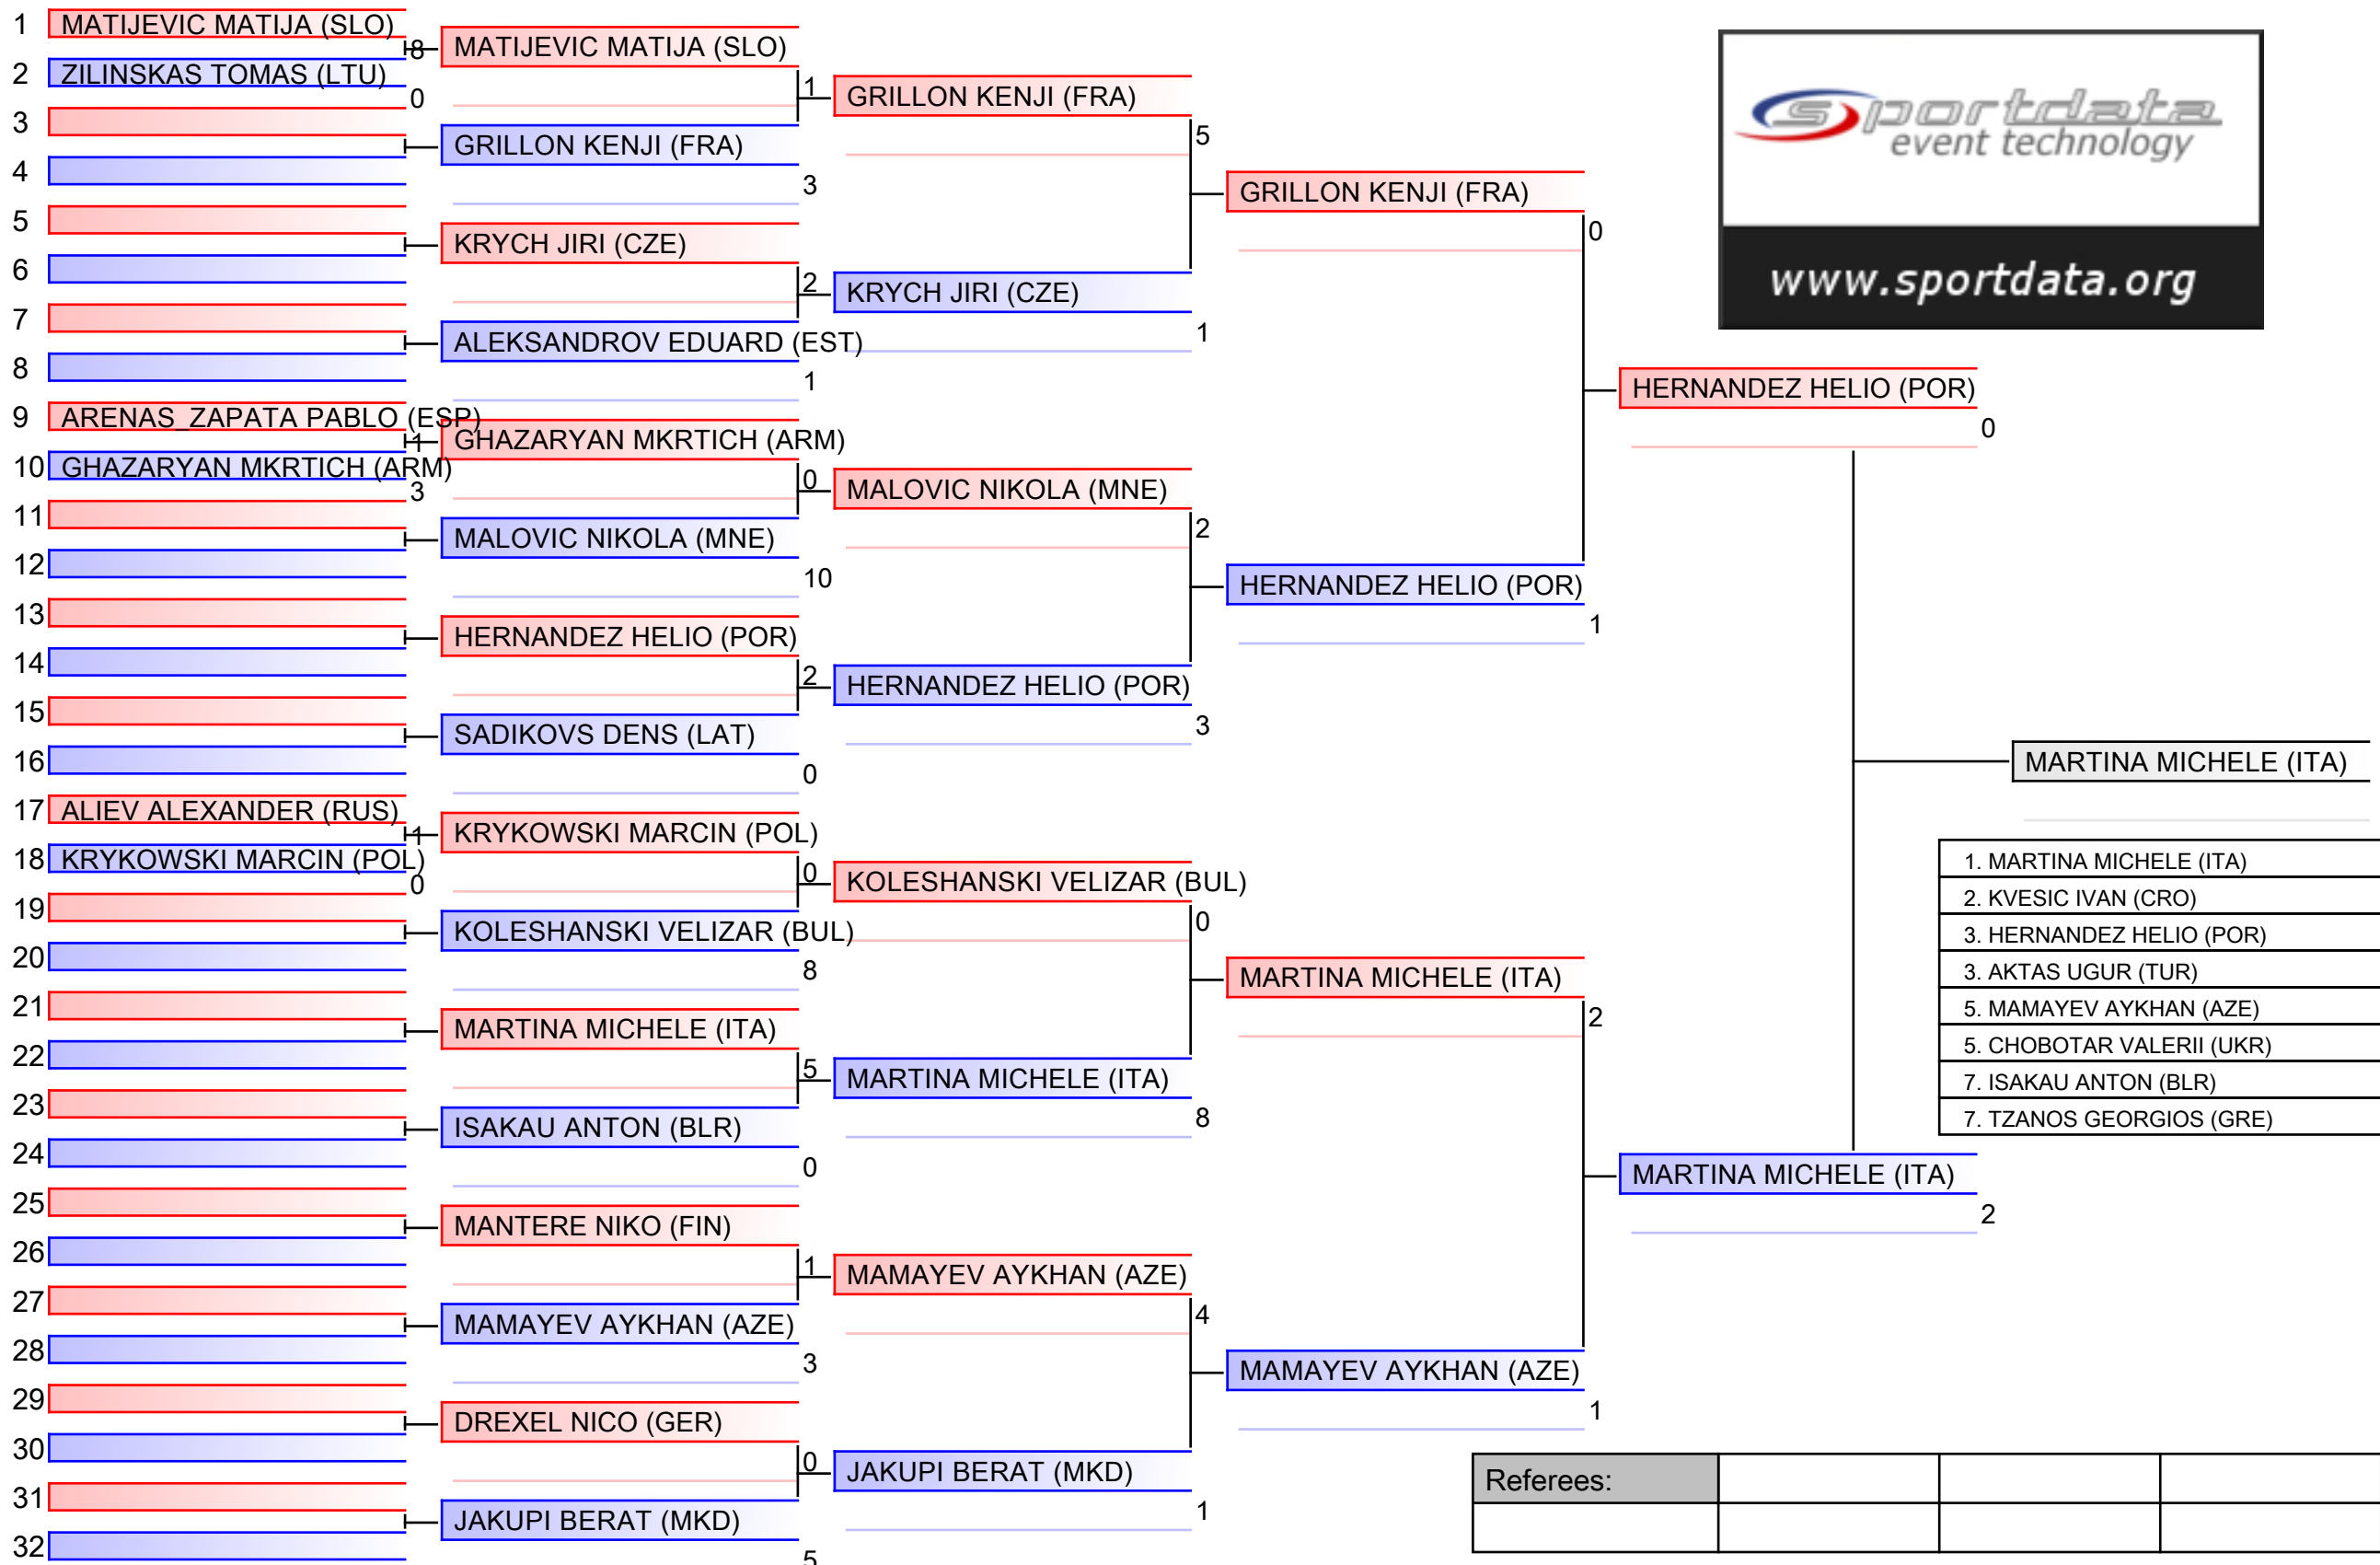 1 MATIJEVIC MATIJA (SLO)
8
2 ZILINSKAS TOMAS (LTU)
0
3
4
5
6
7
8
9 ARENAS_ZAPATA PABLO (ESP)
1
10 GHAZARYAN MKRTICH (ARM)
3
11
12
13
14
15
16
17 ALIEV ALEXANDER (RUS)
1
18 KRYKOWSKI MARCIN (POL)
0
19
20
21
22
23
24
25
26
27
28
29
30
31
32
MATIJEVIC MATIJA (SLO)
1
GRILLON KENJI (FRA)
3
KRYCH JIRI (CZE)
2
ALEKSANDROV EDUARD (EST)
1
GHAZARYAN MKRTICH (ARM)
0
MALOVIC NIKOLA (MNE)
10
HERNANDEZ HELIO (POR)
2
SADIKOVS DENS (LAT)
0
KRYKOWSKI MARCIN (POL)
0
KOLESHANSKI VELIZAR (BUL)
8
MARTINA MICHELE (ITA)
5
ISAKAU ANTON (BLR)
0
MANTERE NIKO (FIN)
1
MAMAYEV AYKHAN (AZE)
3
DREXEL NICO (GER)
0
JAKUPI BERAT (MKD)
5
GRILLON KENJI (FRA)
5
KRYCH JIRI (CZE)
1
MALOVIC NIKOLA (MNE)
2
HERNANDEZ HELIO (POR)
3
KOLESHANSKI VELIZAR (BUL)
0
MARTINA MICHELE (ITA)
8
MAMAYEV AYKHAN (AZE)
4
JAKUPI BERAT (MKD)
1
GRILLON KENJI (FRA)
0
HERNANDEZ HELIO (POR)
1
MARTINA MICHELE (ITA)
2
MAMAYEV AYKHAN (AZE)
1
HERNANDEZ HELIO (POR)
0
MARTINA MICHELE (ITA)
2
sportdata
event technology
www.sportdata.org
MARTINA MICHELE (ITA)
1. MARTINA MICHELE (ITA)
2. KVESIC IVAN (CRO)
3. HERNANDEZ HELIO (POR)
3. AKTAS UGUR (TUR)
5. MAMAYEV AYKHAN (AZE)
5. CHOBOTAR VALERII (UKR)
7. ISAKAU ANTON (BLR)
7. TZANOS GEORGIOS (GRE)
Referees: